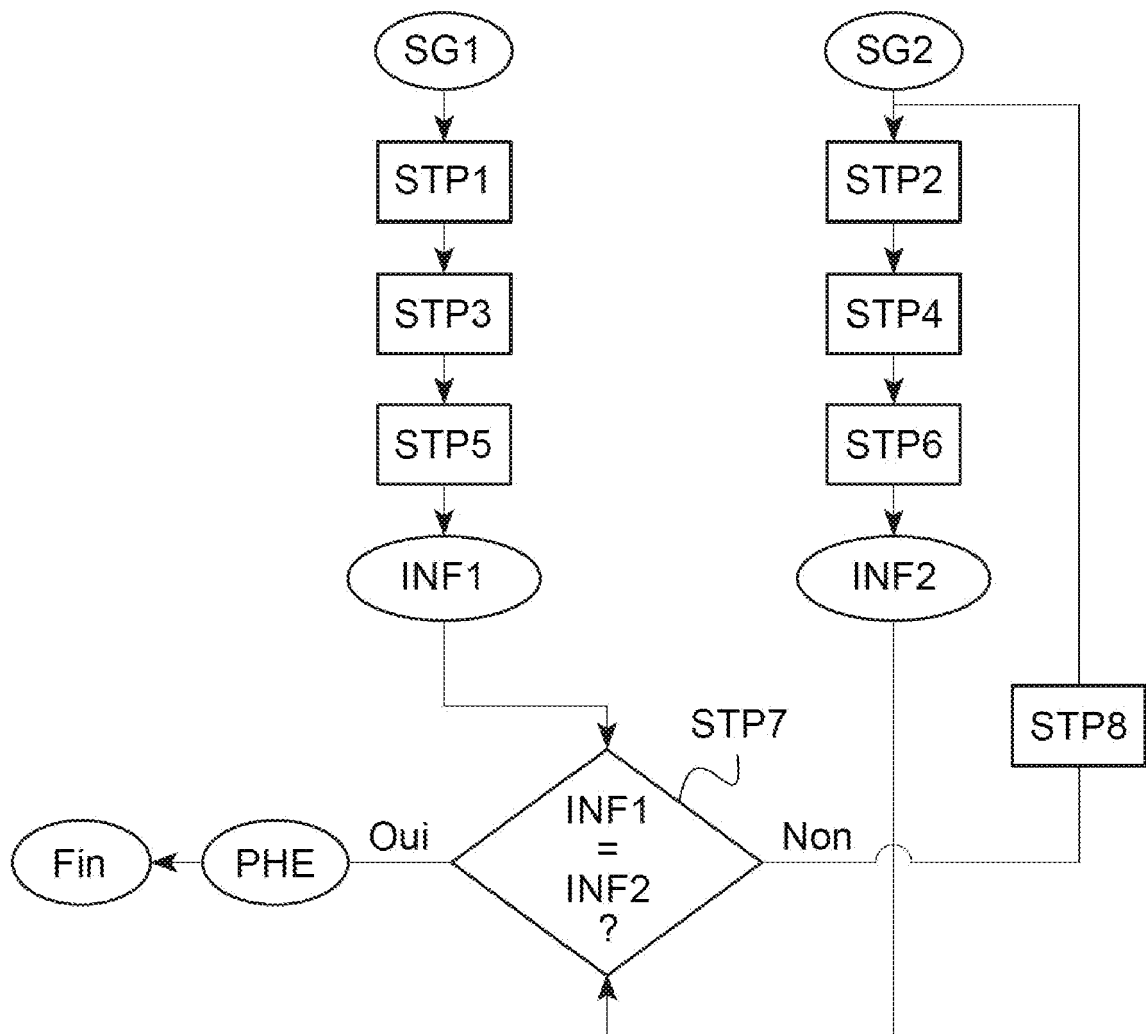 SG1
SG2
STP1
STP2
STP3
STP4
STP5
STP6
INF1
INF2
STP7
STP8
INF1
=
INF2
?
Oui
Non
Fin
PHE